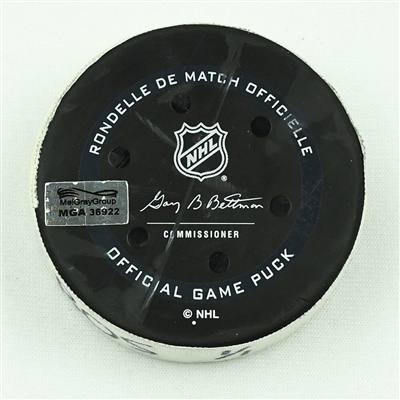 RONDELLE DE MATCH OFFICIELLE
NHL
®
MeiGrayGroup
MGA 36922
Gary B Bettman
COMMISSIONER
OFFICIAL GAME PUCK
© NHL